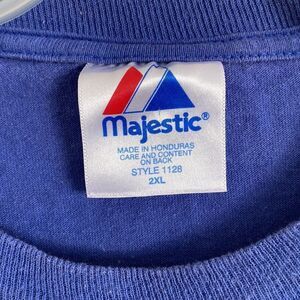 majestic®
MADE IN HONDURAS
CARE AND CONTENT
ON BACK
STYLE 1128
2XL